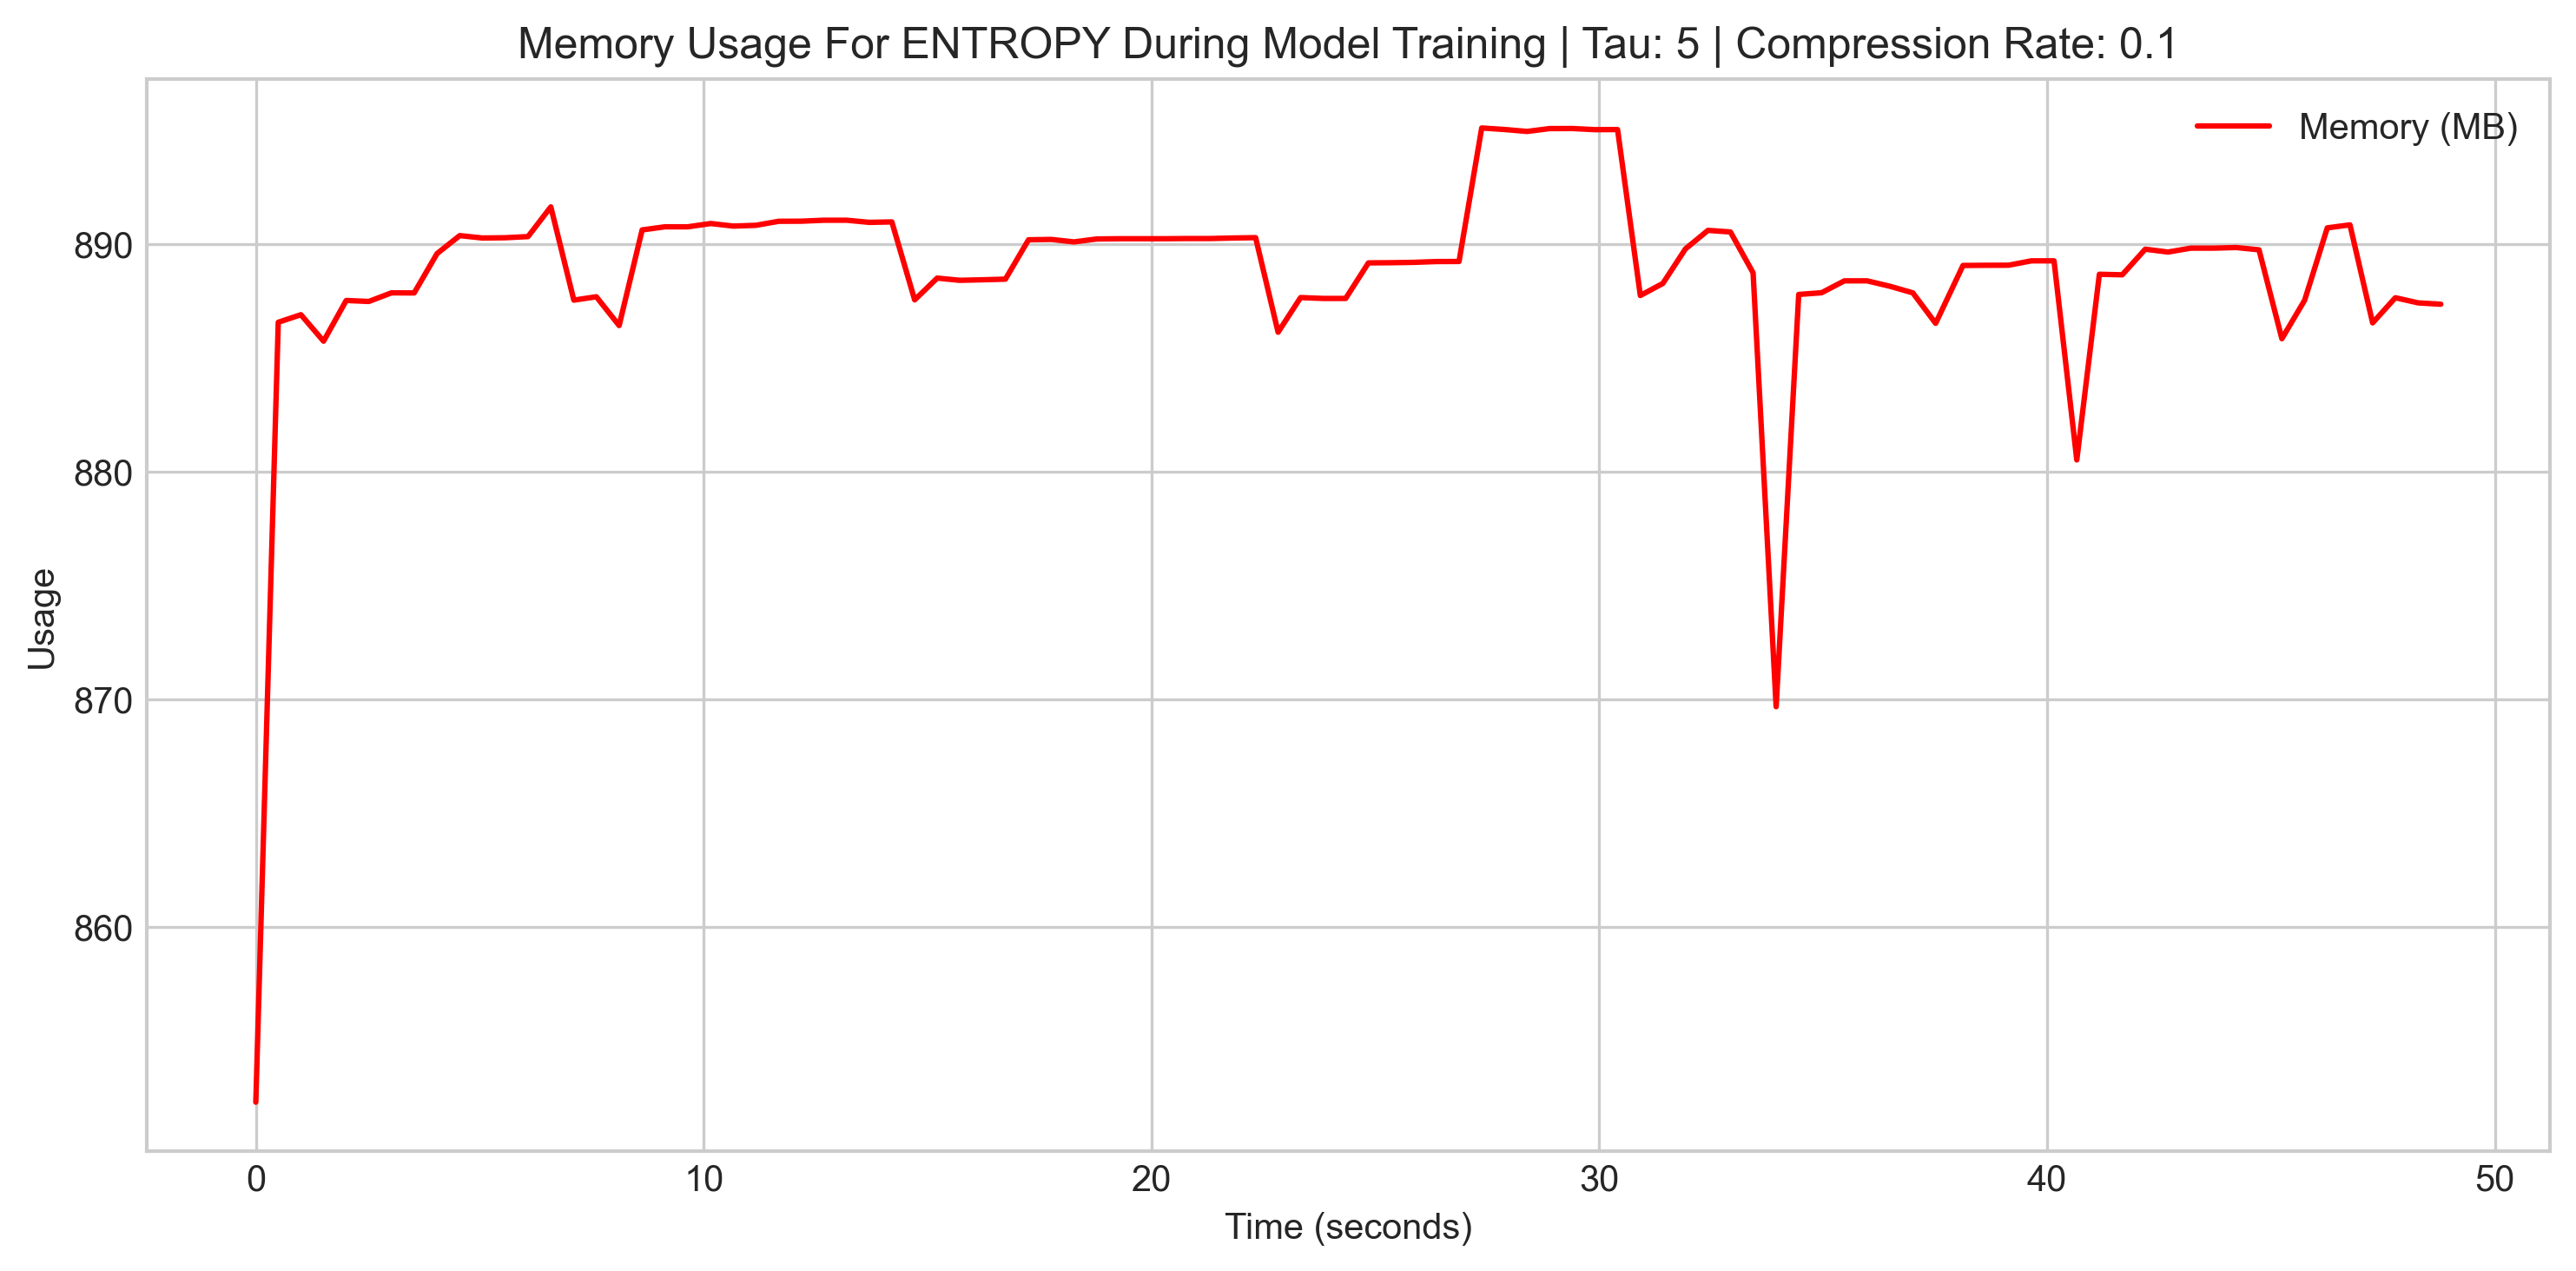 Memory Usage For ENTROPY During Model Training | Tau: 5 | Compression Rate: 0.1
Memory (MB)
890
880
870
860
Usage
0 10 20 30 40 50
Time (seconds)